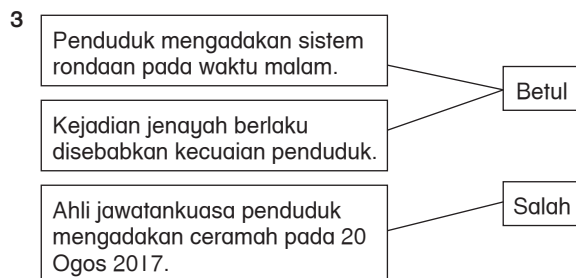 3
Penduduk mengadakan sistem
rondaan pada waktu malam.
Betul
Kejadian jenayah berlaku
disebabkan kecuaian penduduk.
Salah
Ahli jawatankuasa penduduk
mengadakan ceramah pada 20
Ogos 2017.